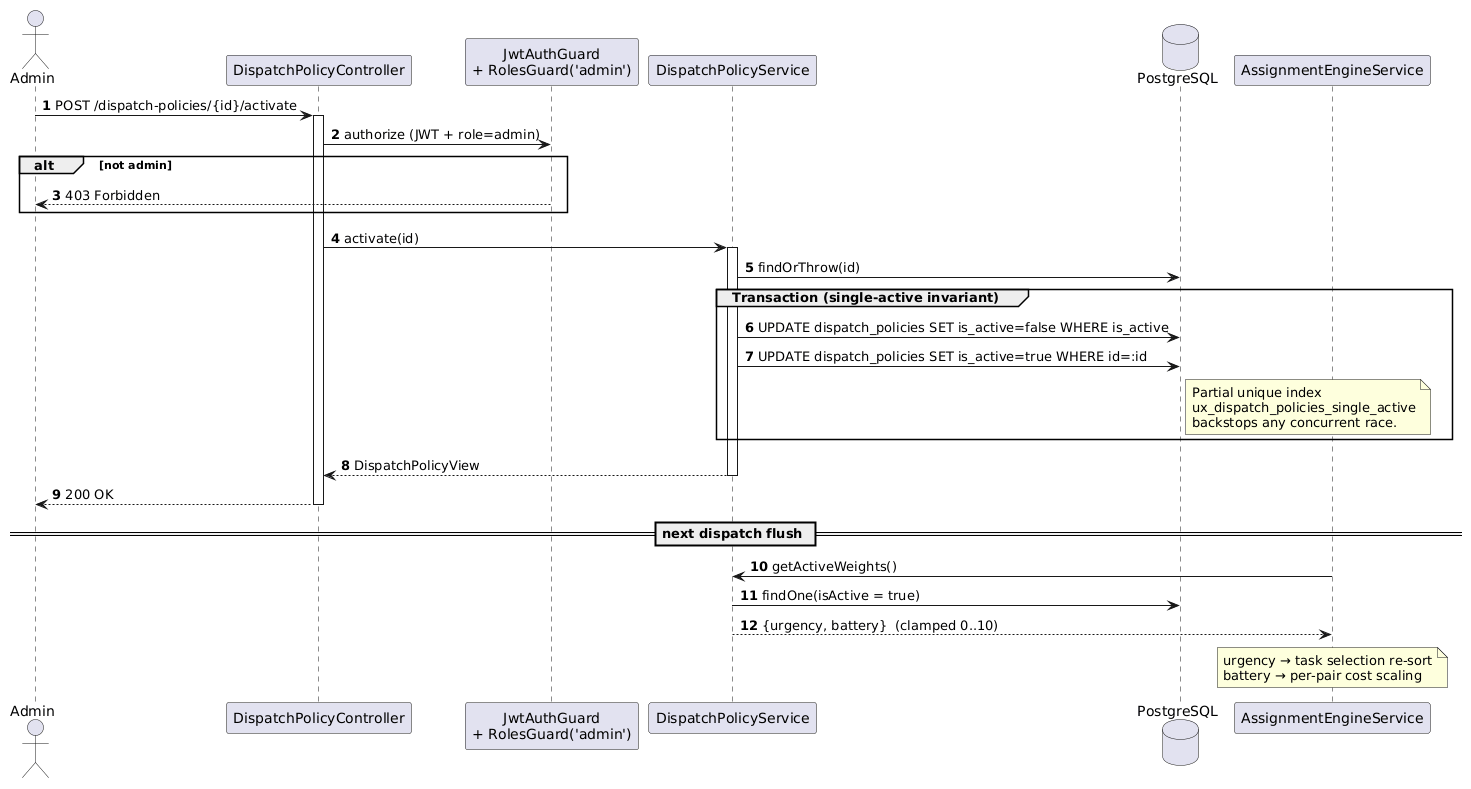 Admin
DispatchPolicyController
JwtAuthGuard
+ RolesGuard('admin')
DispatchPolicyService
PostgreSQL
AssignmentEngineService
1 POST /dispatch-policies/{id}/activate
2 authorize (JWT + role=admin)
alt [not admin]
3 403 Forbidden
4 activate(id)
5 findOrThrow(id)
Transaction (single-active invariant)
6 UPDATE dispatch_policies SET is_active=false WHERE is_active
7 UPDATE dispatch_policies SET is_active=true WHERE id=:id
Partial unique index
ux_dispatch_policies_single_active
backstops any concurrent race.
8 DispatchPolicyView
9 200 OK
next dispatch flush
10 getActiveWeights()
11 findOne(isActive = true)
12 {urgency, battery}  (clamped 0..10)
urgency → task selection re-sort
battery → per-pair cost scaling
Admin
DispatchPolicyController
JwtAuthGuard
+ RolesGuard('admin')
DispatchPolicyService
PostgreSQL
AssignmentEngineService